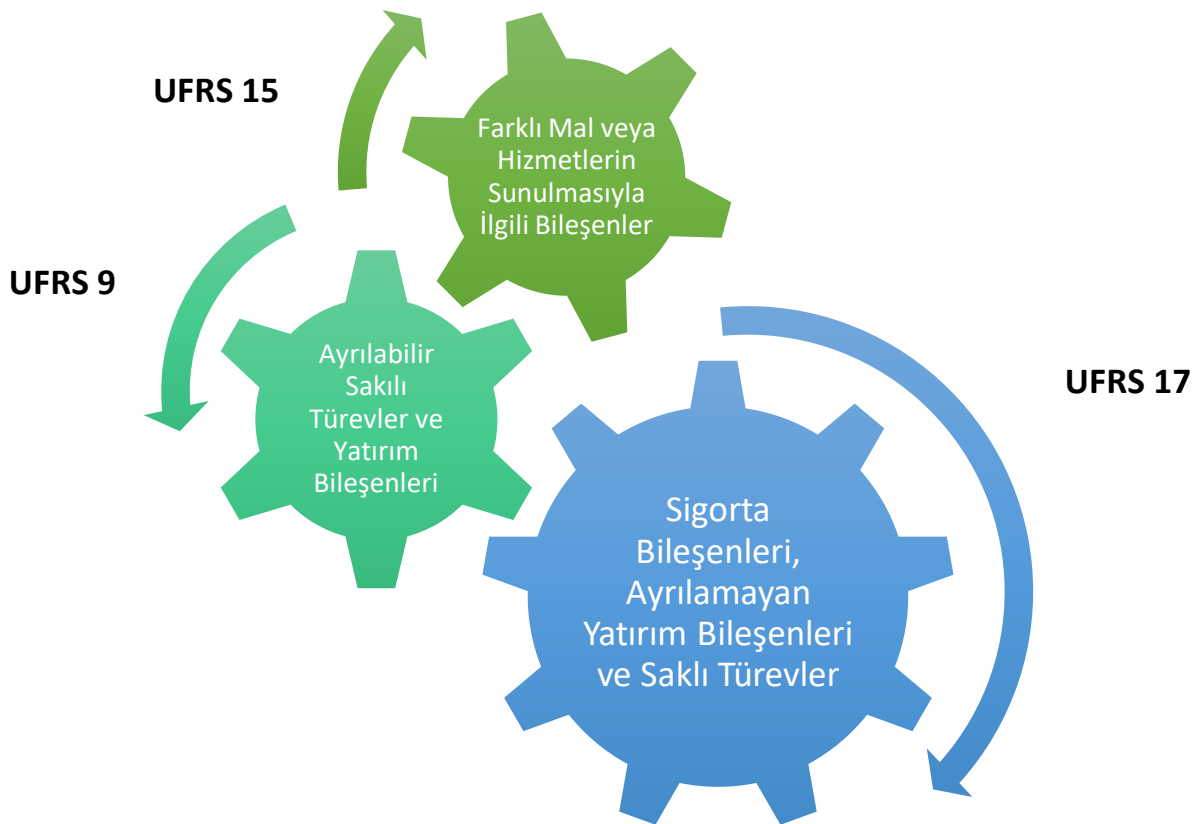 UFRS 15
Farklı Mal veya
Hizmetlerin
Sunulmasıyla
İlgili Bileşenler
UFRS 9
Ayrılabilir
Sakılı
Türevler ve
Yatırım
Bileşenleri
UFRS 17
Sigorta
Bileşenleri,
Ayrılamayan
Yatırım Bileşenleri
ve Saklı Türevler